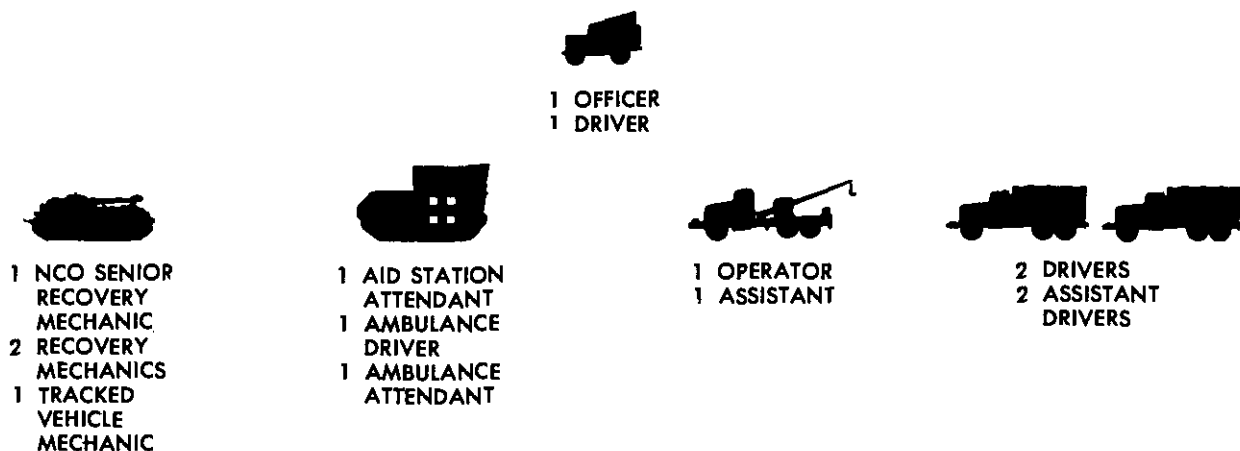 1 OFFICER
1 DRIVER
1 NCO SENIOR
RECOVERY
MECHANIC
2 RECOVERY
MECHANICS
1 TRACKED
VEHICLE
MECHANIC
1 AID STATION
ATTENDANT
1 AMBULANCE
DRIVER
1 AMBULANCE
ATTENDANT
1 OPERATOR
1 ASSISTANT
2 DRIVERS
2 ASSISTANT
DRIVERS